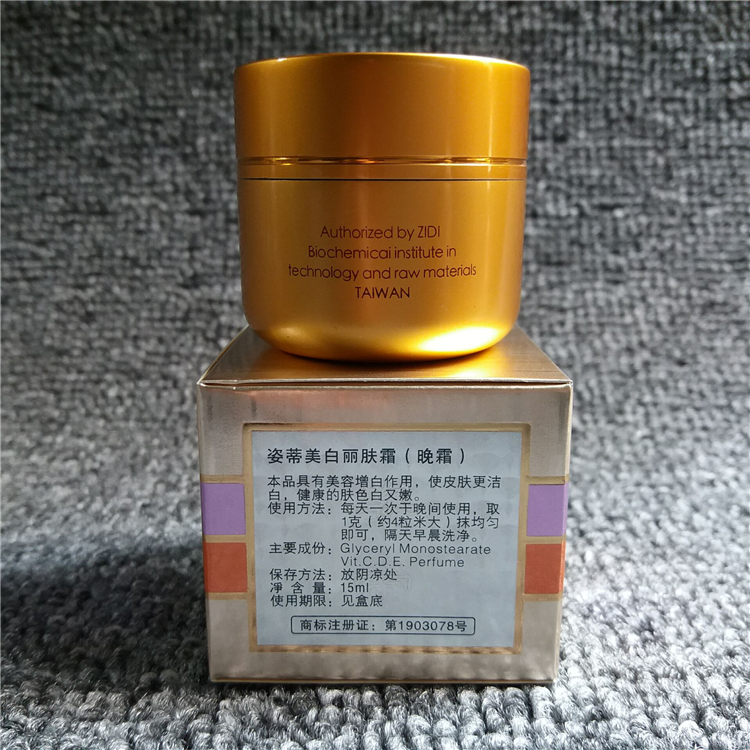 Authorized by ZIDI
Biochemicai institute in
technology and raw materials
TAIWAN
姿蒂美白丽肤霜（晚霜）
本品具有美容增白作用，使皮肤更洁
白，健康的肤色白又嫩。
使用方法：每天一次于晚间使用，取
1克（约4粒米大）抹均匀
即可，隔天早晨洗净。
主要成份：Glyceryl Monostearate
Vit.C.D.E. Perfume
保存方法：放阴凉处
净 含 量：15ml
使用期限：见盒底
商标注册证：第1903078号